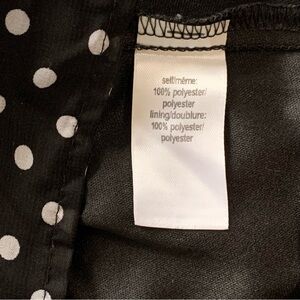 self/même:
100% polyester/
polyester
lining/doublure:
100% polyester/
polyester